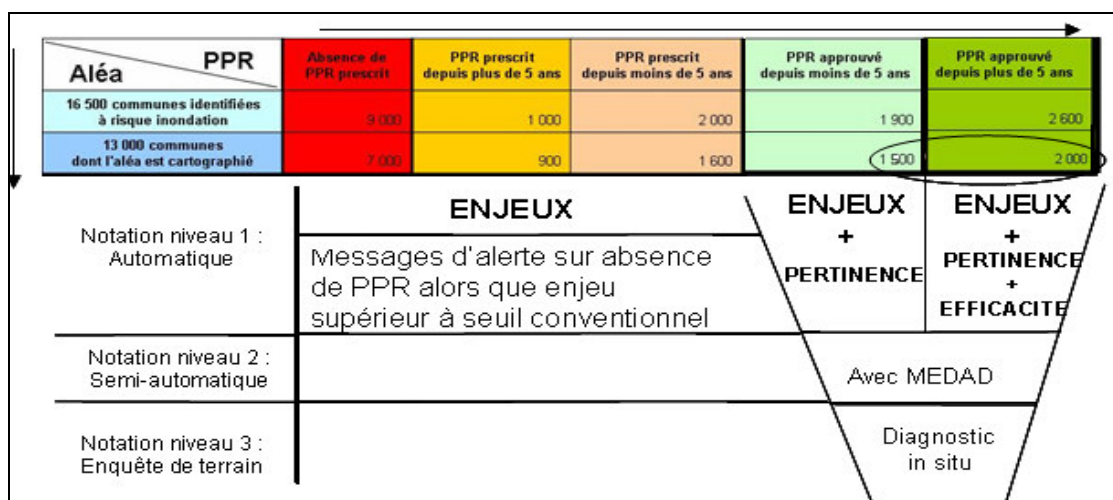 PPR
Aléa
Absence de
PPR prescrit
PPR prescrit
depuis plus de 5 ans
PPR prescrit
depuis moins de 5 ans
PPR approuvé
depuis moins de 5 ans
PPR approuvé
depuis plus de 5 ans
16 500 communes identifiées
à risque inondation
9 000
1 000
2 000
1 900
2 600
13 000 communes
dont l'aléa est cartographié
7 000
900
1 600
1 500
2 000
Notation niveau 1 :
Automatique
ENJEUX
Messages d'alerte sur absence
de PPR alors que enjeu
supérieur à seuil conventionnel
ENJEUX
+
PERTINENCE
ENJEUX
+
PERTINENCE
+
EFFICACITE
Notation niveau 2 :
Semi-automatique
Avec MEDAD
Notation niveau 3 :
Enquête de terrain
Diagnostic
in situ